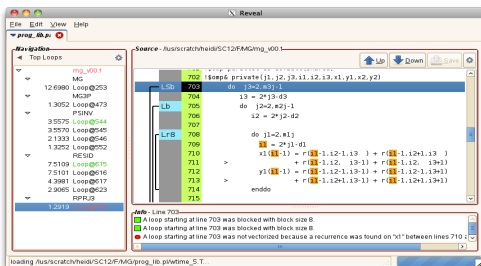 Reveal
File Edit View Help
prog_lib.p:
Navigation
Top Loops
mg_v00.1
MG
12.6980 Loop@253
MG3P
1.3052 Loop@473
PSINV
3.5575 Loop@544
3.5570 Loop@545
2.1333 Loop@546
1.3252 Loop@552
RESID
7.5109 Loop@615
7.5101 Loop@616
4.3981 Loop@617
2.9065 Loop@623
RPRJ3
Source - /lus/scratch/heidi/SC12/F/MG/mg_v00.1
Up Down Save
702 !$omp& private(j1,j2,j3,i1,i2,i3,x1,y1,x2,y2)
LSb 703 do j3=2,m3j-1
704 i3 = 2*j3-d3
Lb 705 do j2=2,m2j-1
706 i2 = 2*j2-d2
707
LrB 708 do j1=2,m1j
709 i1 = 2*j1-d1
710 x1(i1-1) = r(i1-1,i2-1,i3 ) + r(i1-1,i2+1,i3 )
711 > + r(i1-1,i2, i3-1) + r(i1-1,i2, i3+1)
712 y1(i1-1) = r(i1-1,i2-1,i3-1) + r(i1-1,i2-1,i3+1)
713 > + r(i1-1,i2+1,i3-1) + r(i1-1,i2+1,i3+1)
714 enddo
715
Info - Line 703
A loop starting at line 703 was blocked with block size 8.
A loop starting at line 703 was blocked with block size 8.
A loop starting at line 703 was not vectorized because a recurrence was found on "x1" between lines 710 a
loading /lus/scratch/heidi/SC12/F/MG/prog_lib.pl/wtime_5.T...